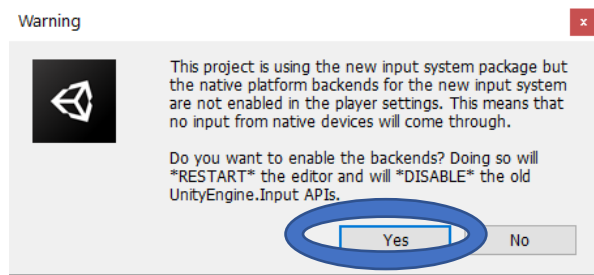 Warning
x
This project is using the new input system package but
the native platform backends for the new input system
are not enabled in the player settings. This means that
no input from native devices will come through.
Do you want to enable the backends? Doing so will
*RESTART* the editor and will *DISABLE* the old
UnityEngine.Input APIs.
Yes No